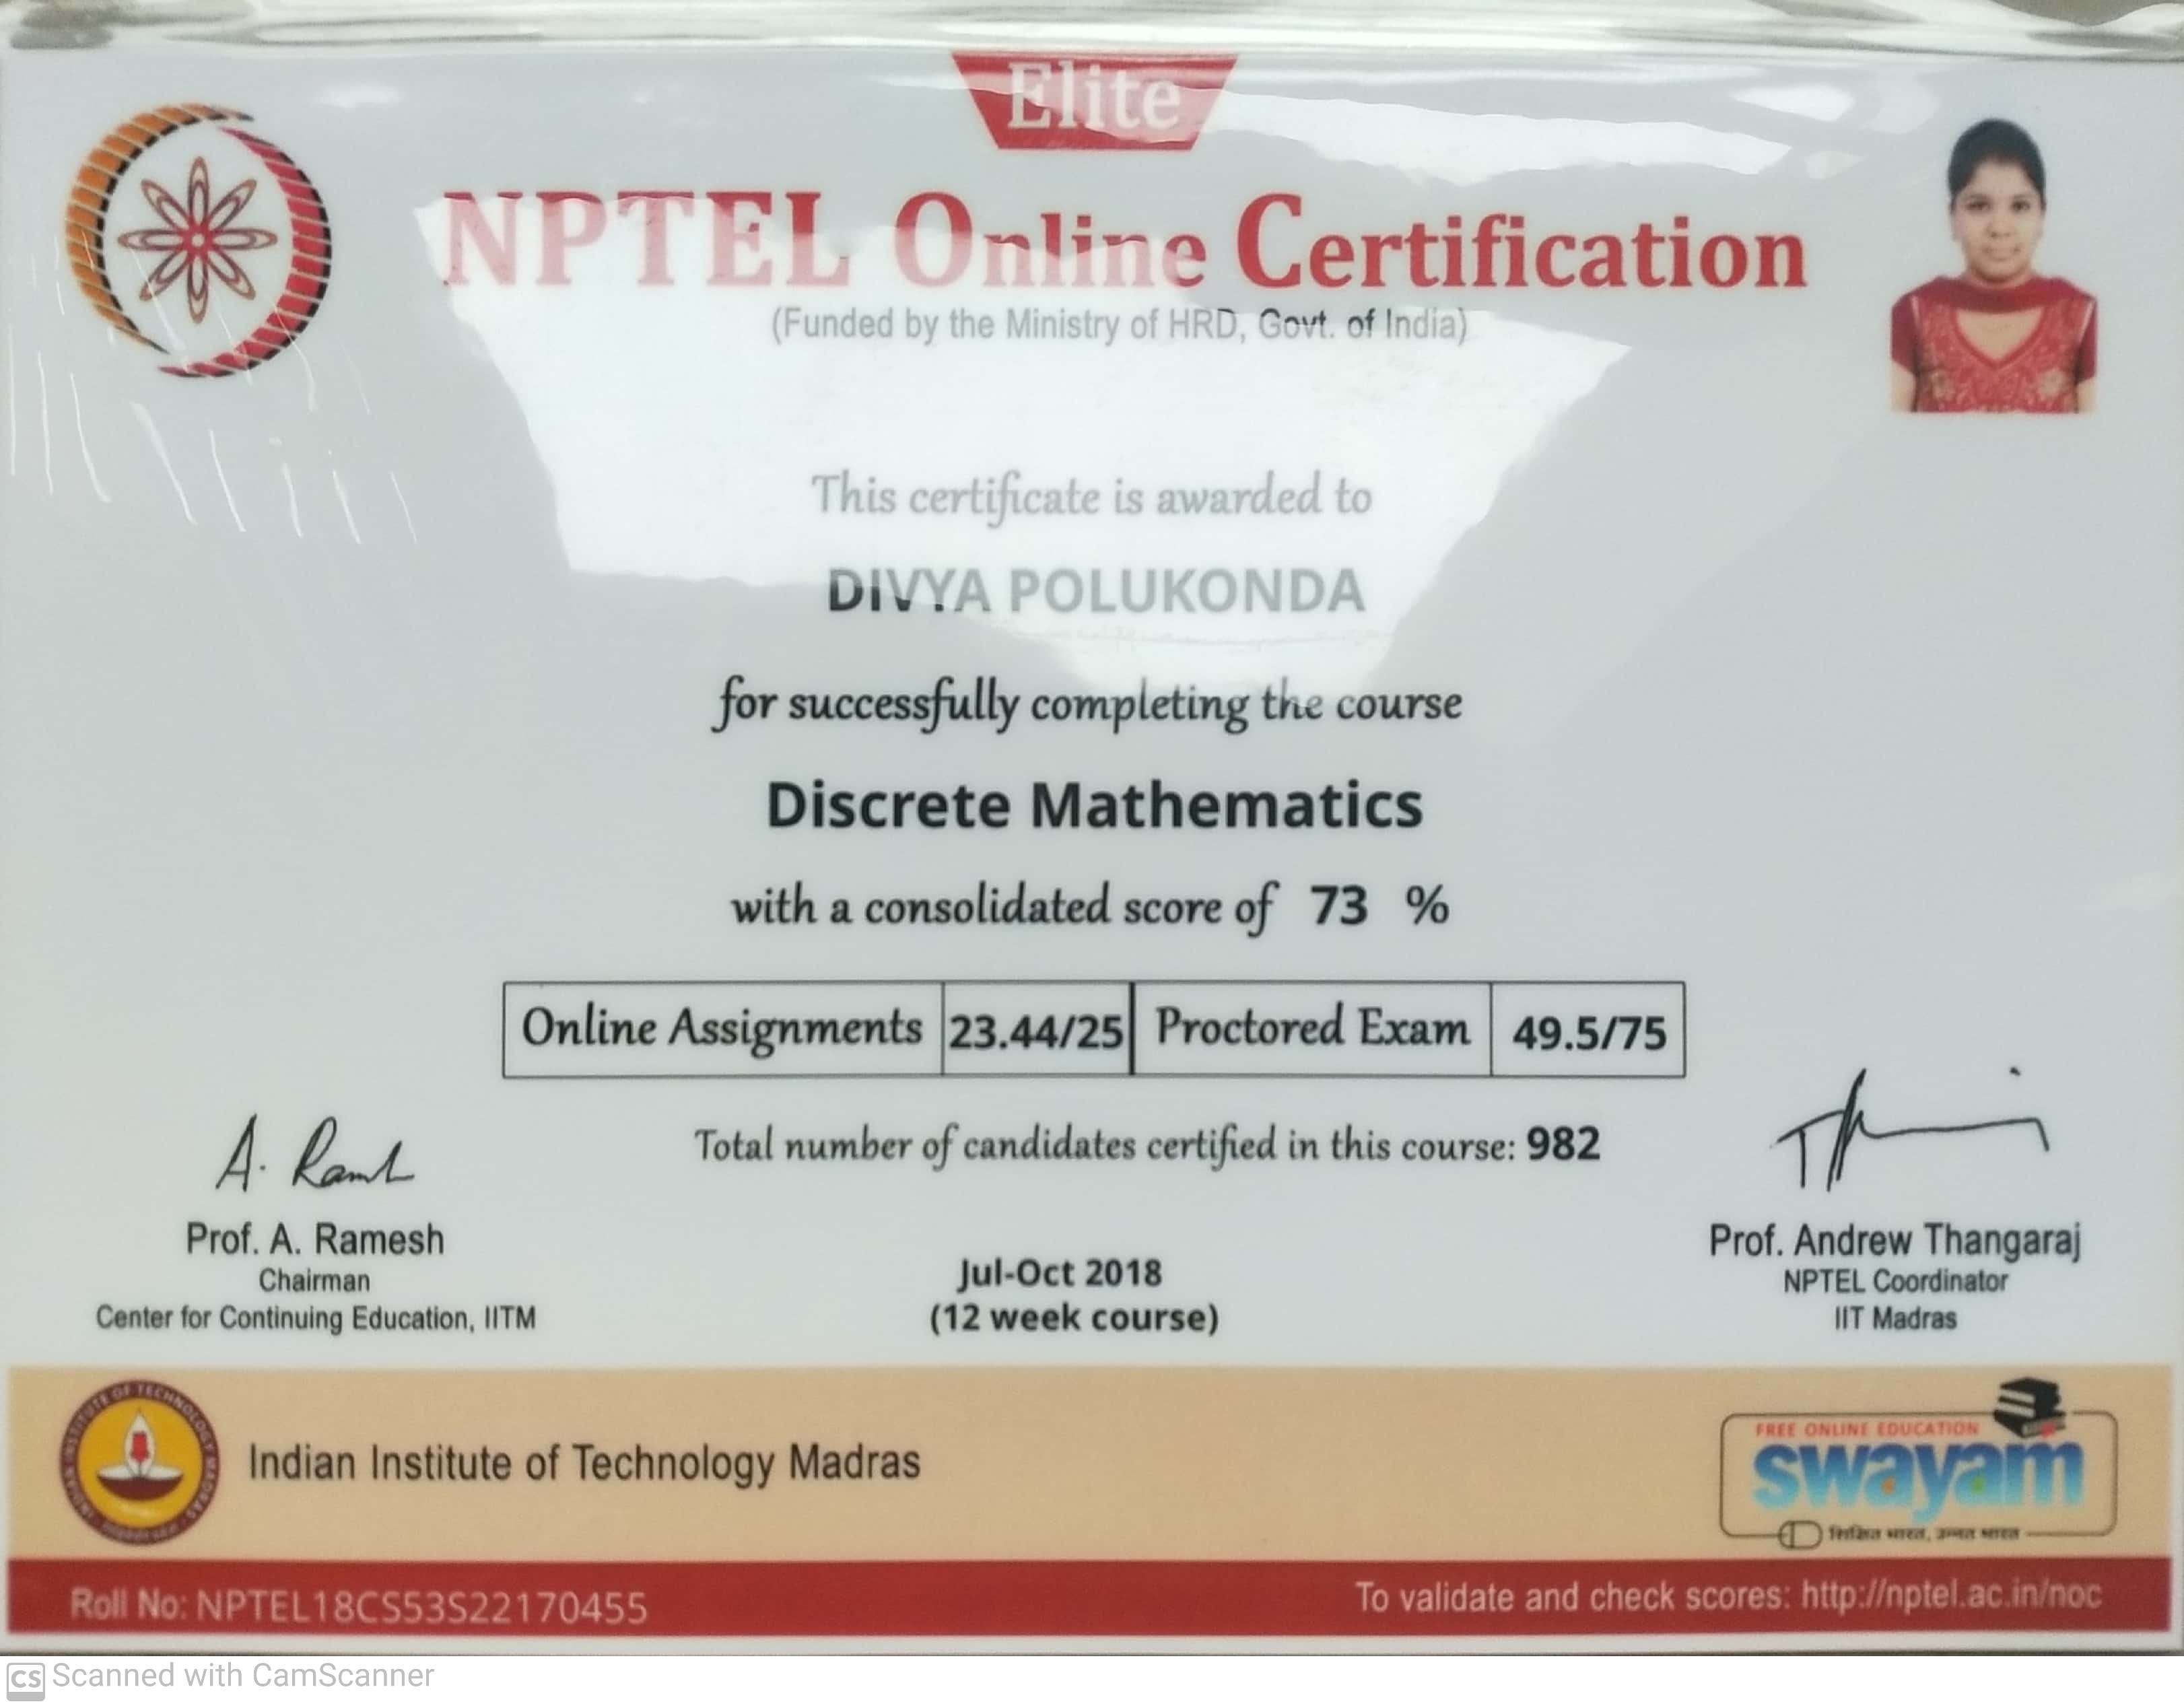 Elite
NPTEL Online Certification
(Funded by the Ministry of HRD, Govt. of India)
This certificate is awarded to
DIVYA POLUKONDA
for successfully completing the course
Discrete Mathematics
with a consolidated score of 73 %
Online Assignments 23.44/25 Proctored Exam 49.5/75
Total number of candidates certified in this course: 982
A. Ramesh
Prof. A. Ramesh
Chairman
Center for Continuing Education, IITM
Jul-Oct 2018
(12 week course)
Prof. Andrew Thangaraj
NPTEL Coordinator
IIT Madras
INDIAN INSTITUTE OF TECHNOLOGY MADRAS
Indian Institute of Technology Madras
FREE ONLINE EDUCATION
swayam
शिक्षित भारत, उन्नत भारत
Roll No: NPTEL18CS53S22170455
To validate and check scores: http://nptel.ac.in/noc
CS Scanned with CamScanner